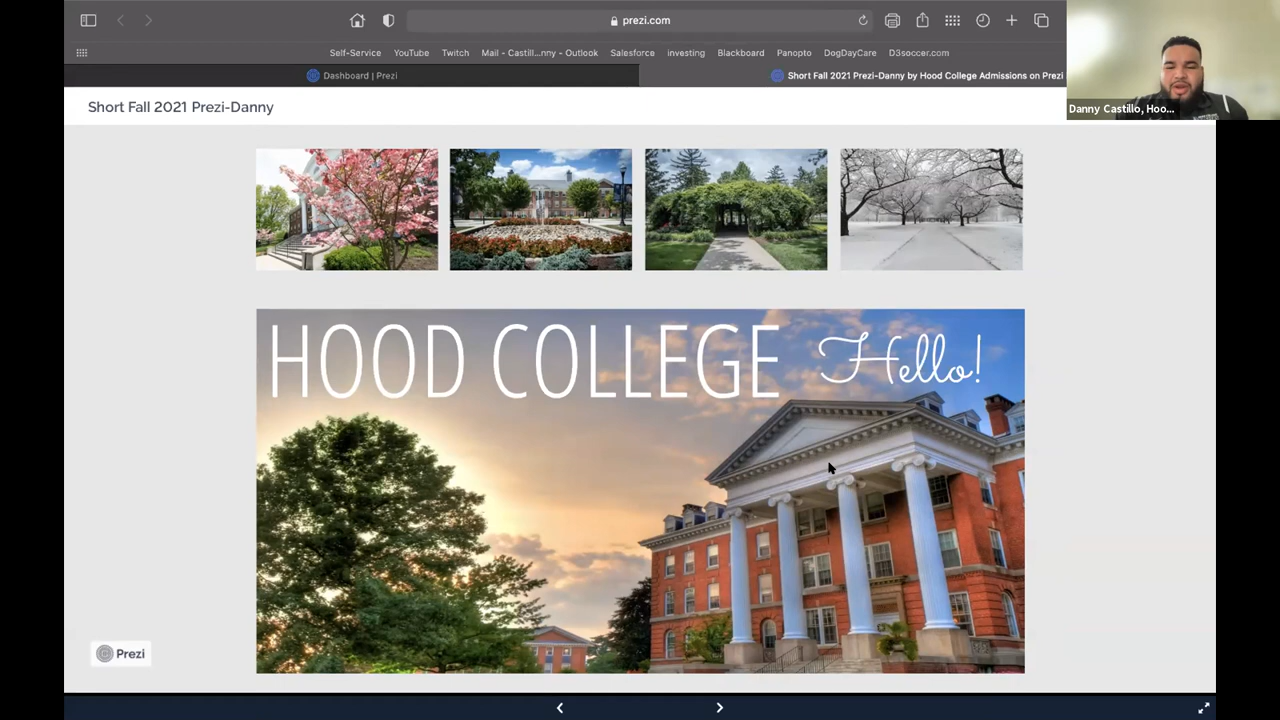 prezi.com
Self-Service YouTube Twitch Mail - Castill...nny - Outlook Salesforce investing Blackboard Panopto DogDayCare D3soccer.com
Dashboard | Prezi
Short Fall 2021 Prezi-Danny by Hood College Admissions on Prezi
Danny Castillo, Hoo...
Short Fall 2021 Prezi-Danny
HOOD COLLEGE Hello!
Prezi